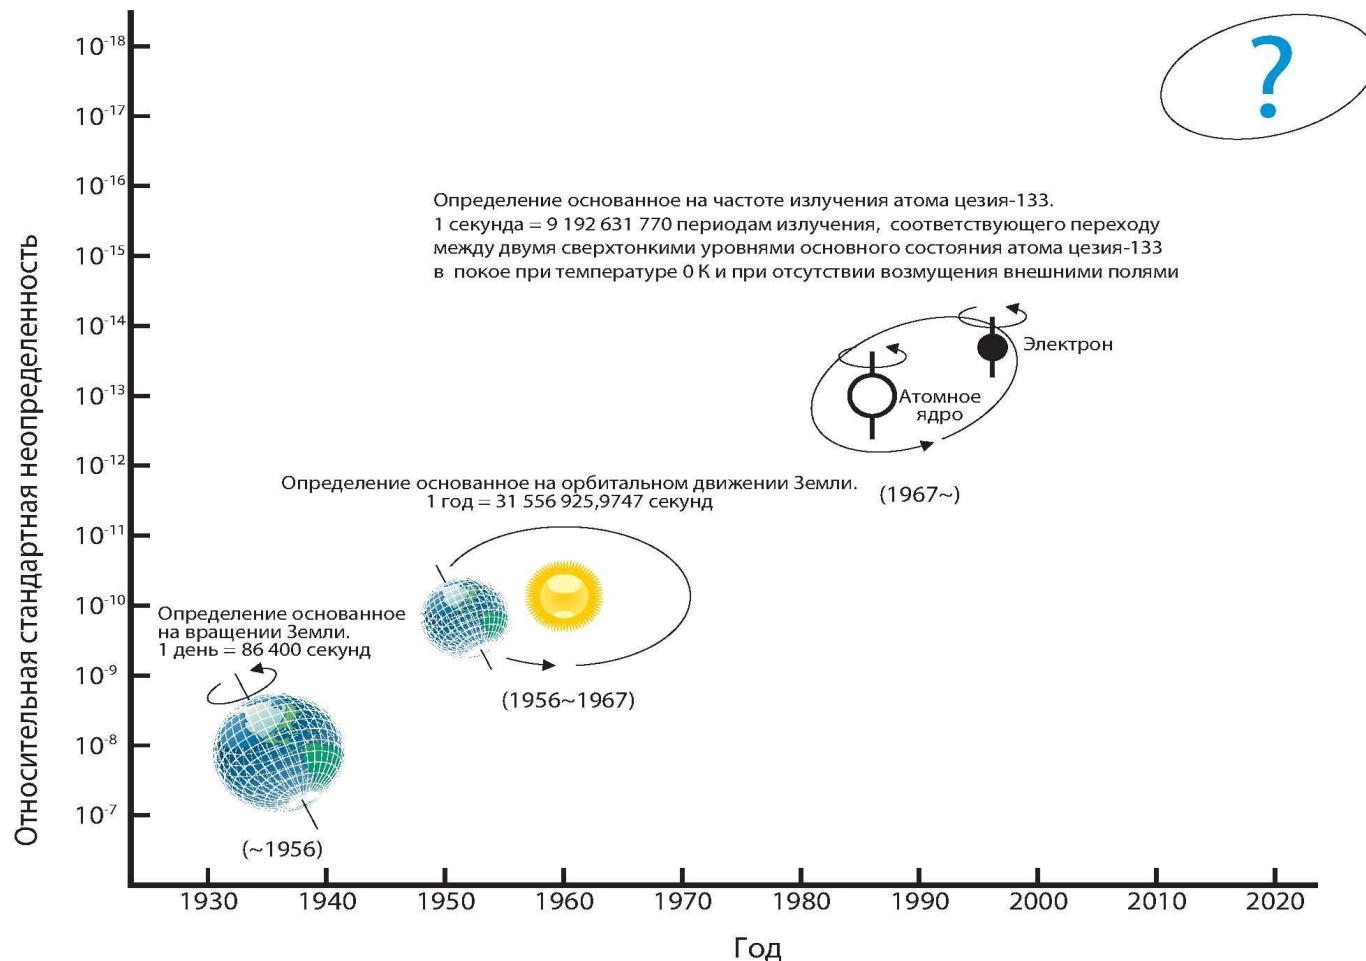 Относительная стандартная неопределенность
10⁻¹⁸
10⁻¹⁷
10⁻¹⁶
10⁻¹⁵
10⁻¹⁴
10⁻¹³
10⁻¹²
10⁻¹¹
10⁻¹⁰
10⁻⁹
10⁻⁸
10⁻⁷
?
Определение основанное на частоте излучения атома цезия-133.
1 секунда = 9 192 631 770 периодам излучения, соответствующего переходу
между двумя сверхтонкими уровнями основного состояния атома цезия-133
в покое при температуре 0 К и при отсутствии возмущения внешними полями
Электрон
Атомное
ядро
(1967~)
Определение основанное на орбитальном движении Земли.
1 год = 31 556 925,9747 секунд
(1956~1967)
Определение основанное
на вращении Земли.
1 день = 86 400 секунд
(~1956)
1930 1940 1950 1960 1970 1980 1990 2000 2010 2020
Год